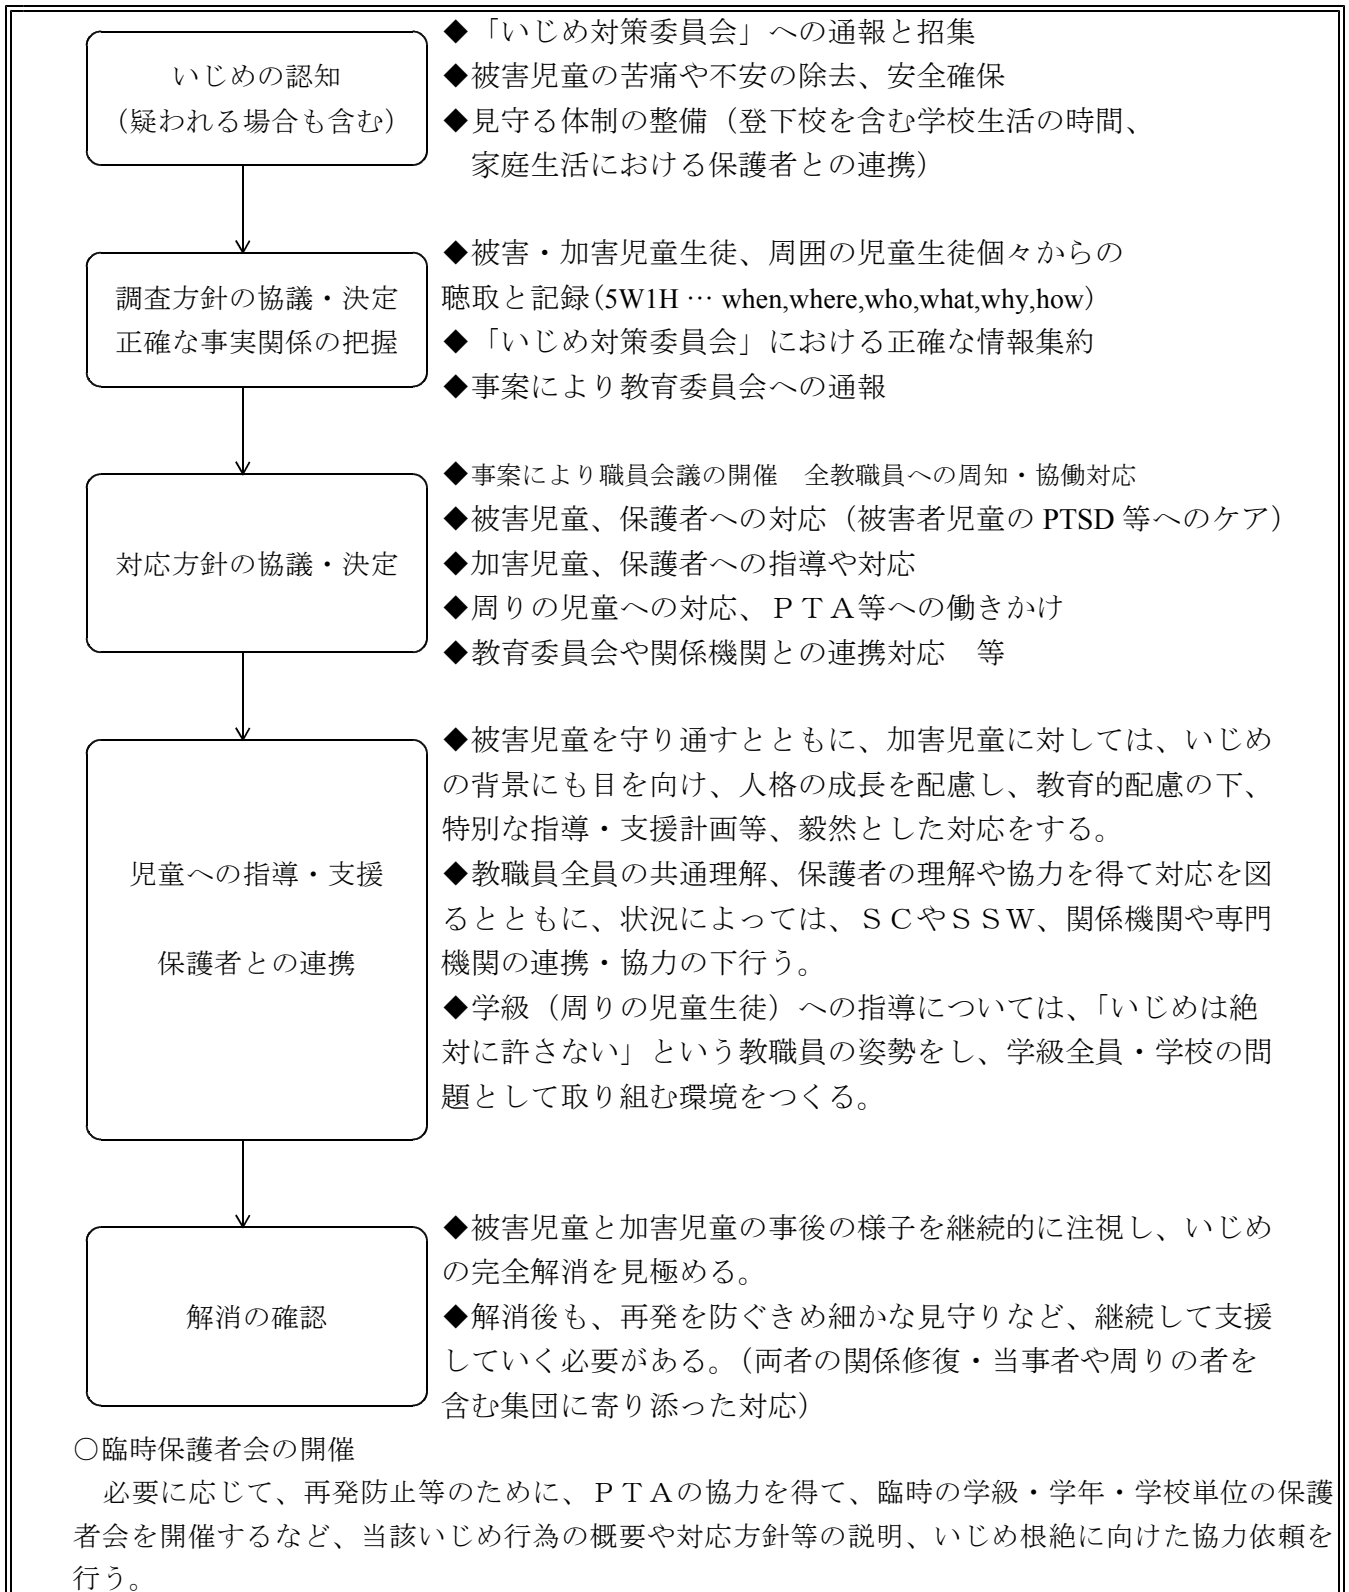 いじめの認知
（疑われる場合も含む）
◆「いじめ対策委員会」への通報と招集
◆被害児童の苦痛や不安の除去、安全確保
◆見守る体制の整備（登下校を含む学校生活の時間、
家庭生活における保護者との連携）
調査方針の協議・決定
正確な事実関係の把握
◆被害・加害児童生徒、周囲の児童生徒個々からの
聴取と記録（5W1H … when,where,who,what,why,how）
◆「いじめ対策委員会」における正確な情報集約
◆事案により教育委員会への通報
対応方針の協議・決定
◆事案により職員会議の開催　全教職員への周知・協働対応
◆被害児童、保護者への対応（被害者児童の PTSD 等へのケア）
◆加害児童、保護者への指導や対応
◆周りの児童への対応、ＰＴＡ等への働きかけ
◆教育委員会や関係機関との連携対応　等
児童への指導・支援
保護者との連携
◆被害児童を守り通すとともに、加害児童に対しては、いじめ
の背景にも目を向け、人格の成長を配慮し、教育的配慮の下、
特別な指導・支援計画等、毅然とした対応をする。
◆教職員全員の共通理解、保護者の理解や協力を得て対応を図
るとともに、状況によっては、ＳＣやＳＳＷ、関係機関や専門
機関の連携・協力の下行う。
◆学級（周りの児童生徒）への指導については、「いじめは絶
対に許さない」という教職員の姿勢をし、学級全員・学校の問
題として取り組む環境をつくる。
解消の確認
◆被害児童と加害児童の事後の様子を継続的に注視し、いじめ
の完全解消を見極める。
◆解消後も、再発を防ぐきめ細かな見守りなど、継続して支援
していく必要がある。（両者の関係修復・当事者や周りの者を
含む集団に寄り添った対応）
○臨時保護者会の開催
必要に応じて、再発防止等のために、ＰＴＡの協力を得て、臨時の学級・学年・学校単位の保護
者会を開催するなど、当該いじめ行為の概要や対応方針等の説明、いじめ根絶に向けた協力依頼を
行う。